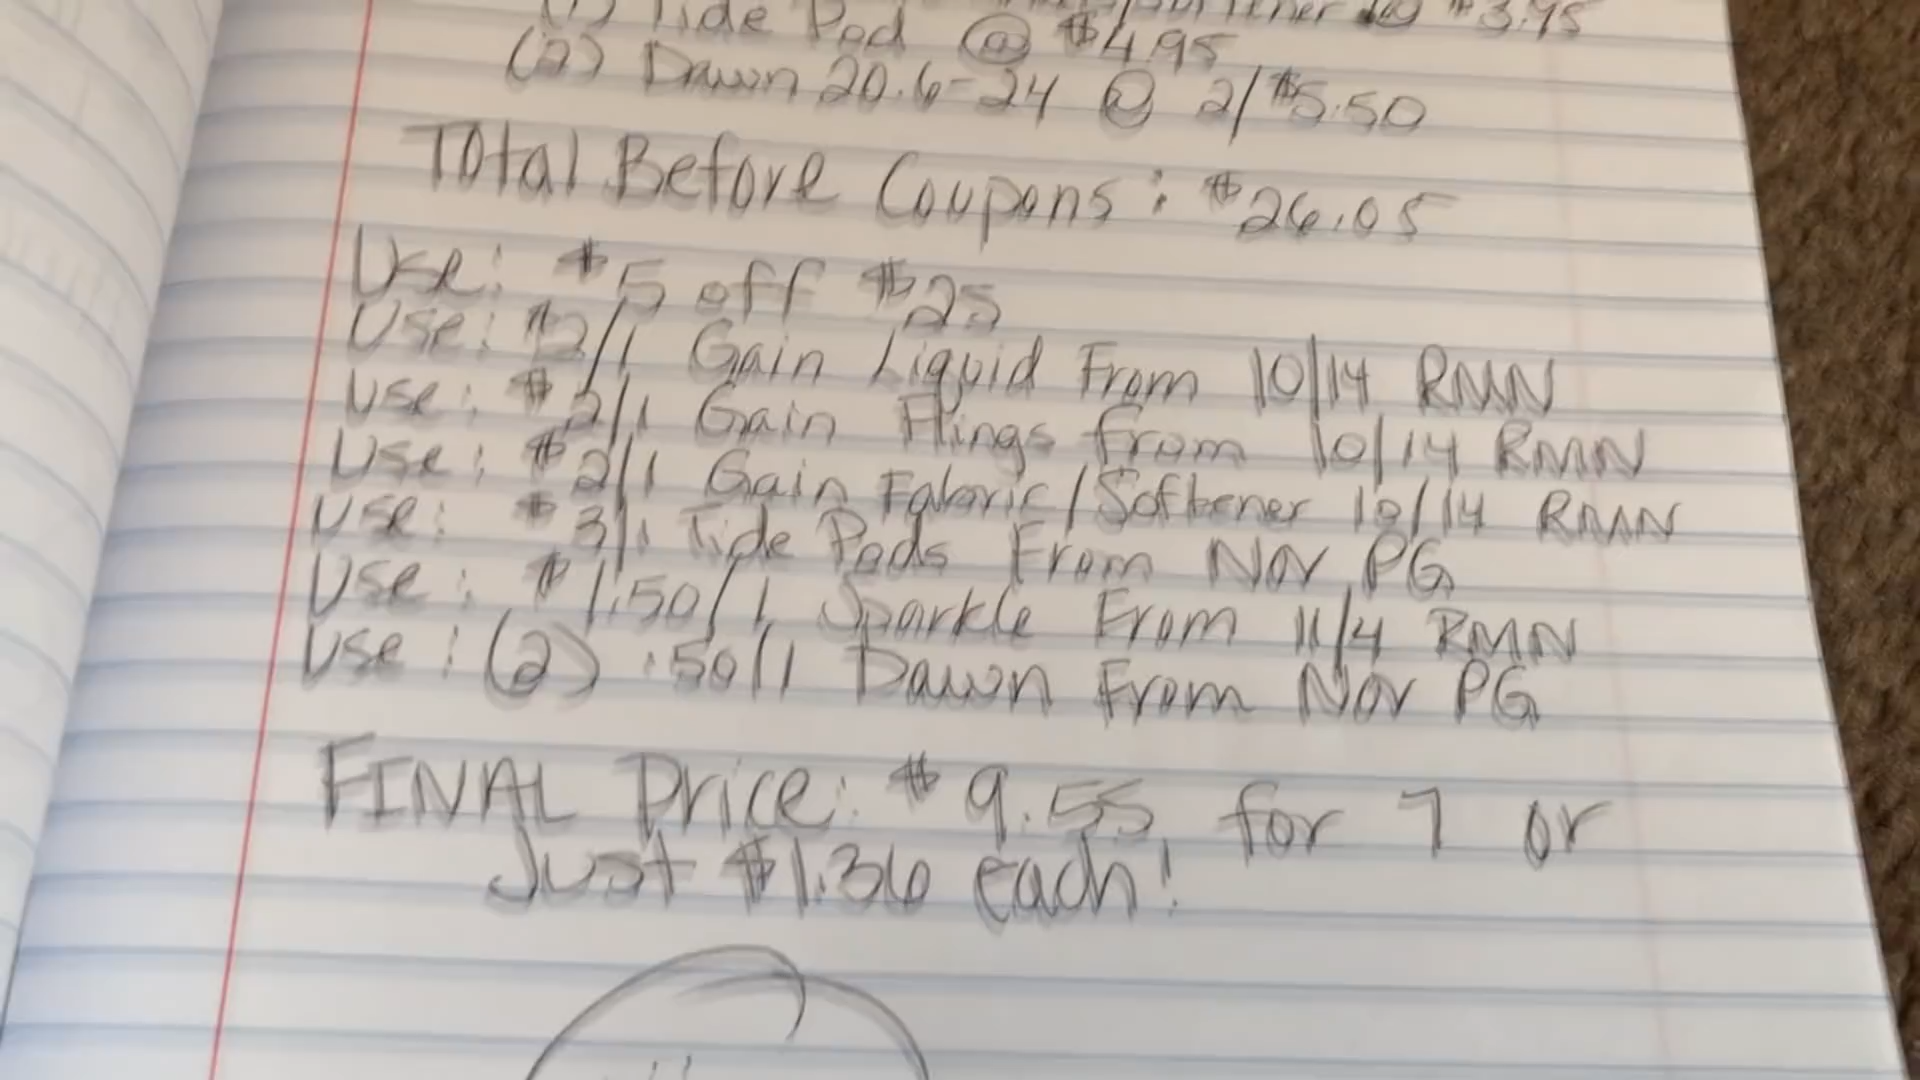 (1) Tide Pod @ $4.95
(2) Dawn 20.6-24 @ 2/$5.50
Total Before Coupons: $26.05
Use: $5 off $25
Use: $2/1 Gain Liquid From 10/14 RMN
Use: $2/1 Gain Flings from 10/14 RMN
Use: $2/1 Gain Fabric/Softener 10/14 RMN
Use: $3/1 Tide Pods From Nov PG
Use: $1.50/1 Sparkle From 11/4 RMN
Use: (2) .50/1 Dawn From Nov PG
FINAL Price: $9.55 for 7 or
Just $1.36 each!